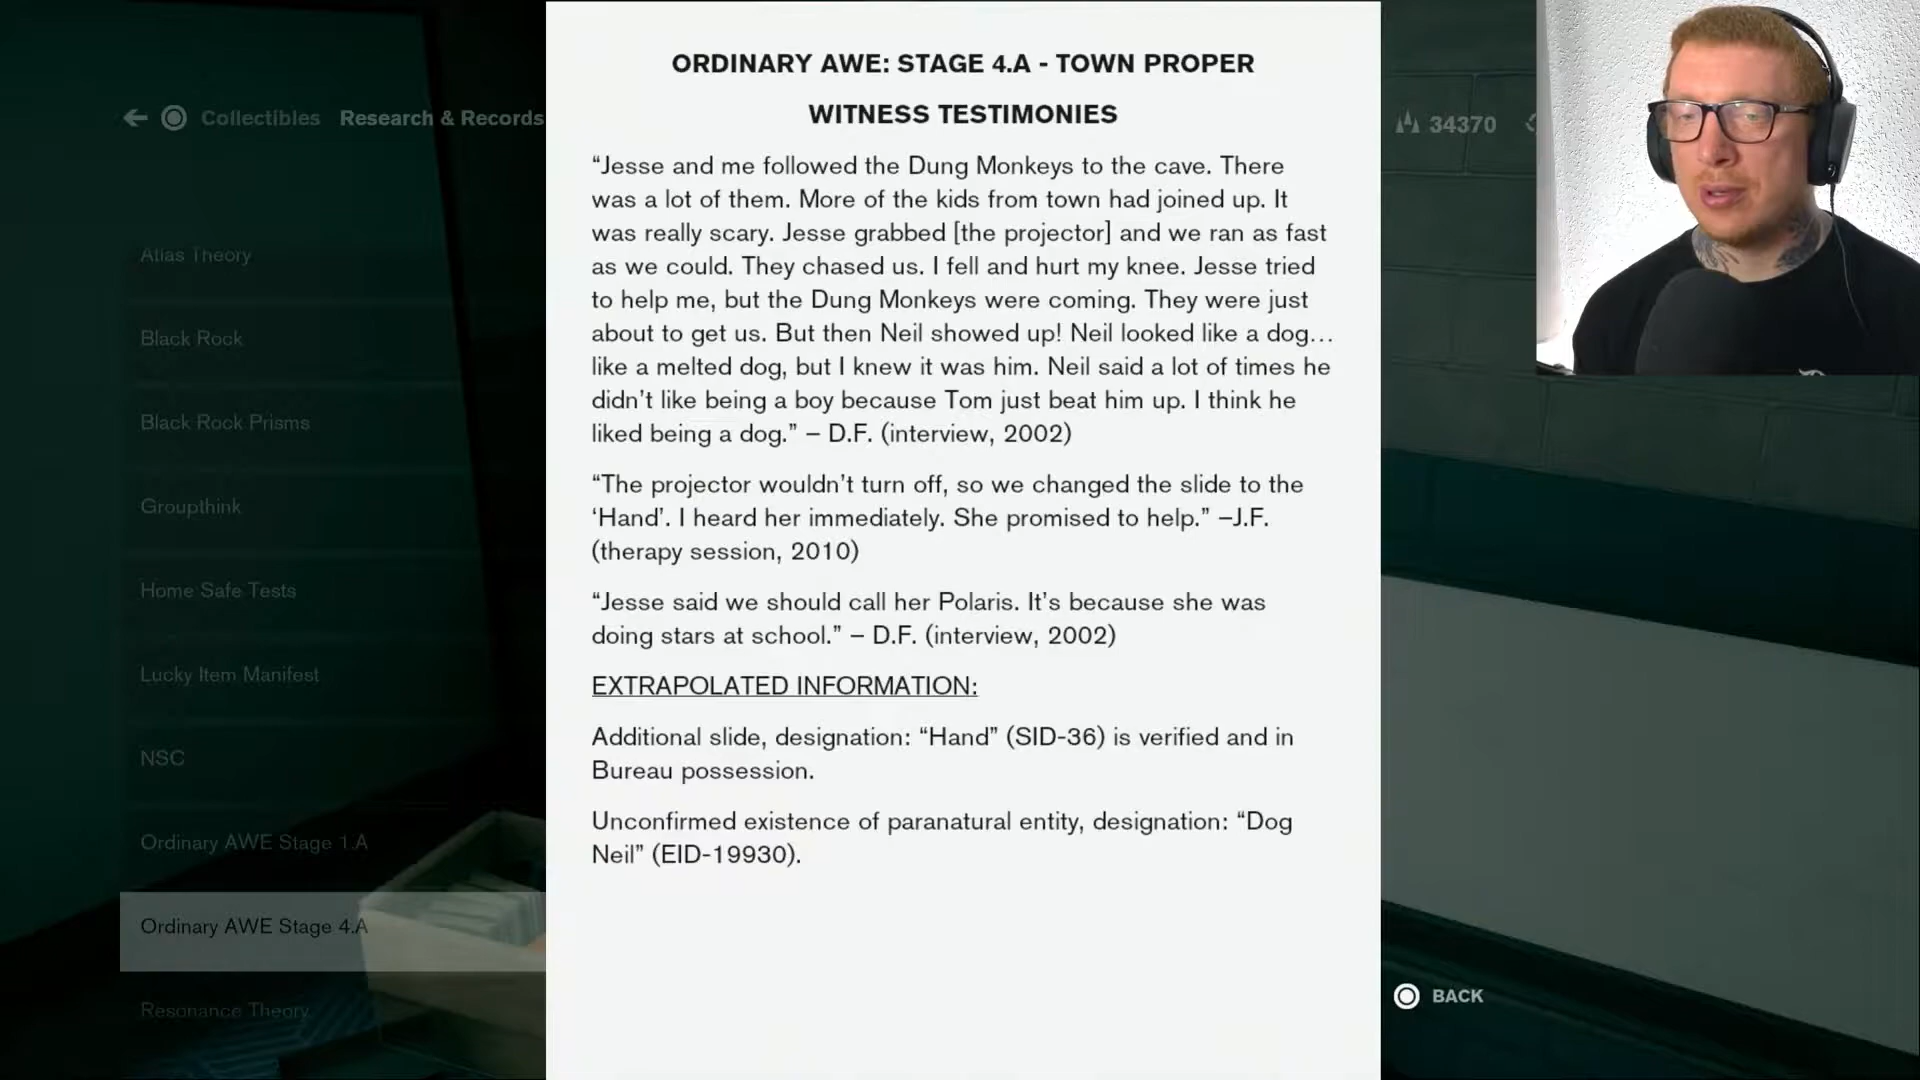 Collectibles Research & Records
34370
Atlas Theory
Black Rock
Black Rock Prisms
Groupthink
Home Safe Tests
Lucky Item Manifest
NSC
Ordinary AWE Stage 1.A
Ordinary AWE Stage 4.A
Resonance Theory
ORDINARY AWE: STAGE 4.A - TOWN PROPER
WITNESS TESTIMONIES
“Jesse and me followed the Dung Monkeys to the cave. There
was a lot of them. More of the kids from town had joined up. It
was really scary. Jesse grabbed [the projector] and we ran as fast
as we could. They chased us. I fell and hurt my knee. Jesse tried
to help me, but the Dung Monkeys were coming. They were just
about to get us. But then Neil showed up! Neil looked like a dog…
like a melted dog, but I knew it was him. Neil said a lot of times he
didn’t like being a boy because Tom just beat him up. I think he
liked being a dog.” – D.F. (interview, 2002)
“The projector wouldn’t turn off, so we changed the slide to the
‘Hand’. I heard her immediately. She promised to help.” –J.F.
(therapy session, 2010)
“Jesse said we should call her Polaris. It’s because she was
doing stars at school.” – D.F. (interview, 2002)
EXTRAPOLATED INFORMATION:
Additional slide, designation: “Hand” (SID-36) is verified and in
Bureau possession.
Unconfirmed existence of paranatural entity, designation: “Dog
Neil” (EID-19930).
BACK